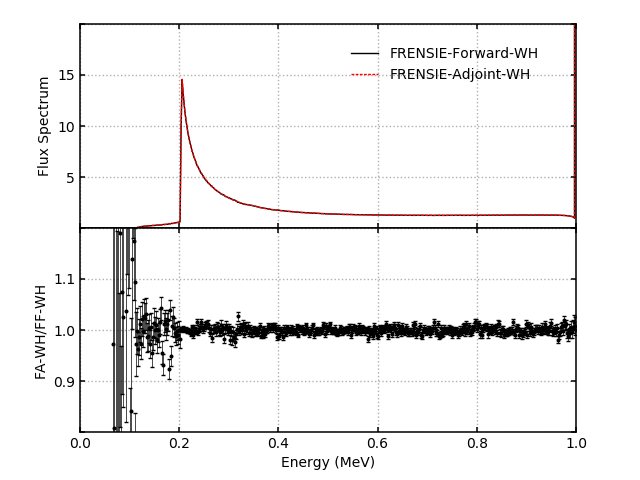 FRENSIE-Forward-WH
FRENSIE-Adjoint-WH
Flux Spectrum
15
10
5
FA-WH/FF-WH
1.1
1.0
0.9
0.0 0.2 0.4 0.6 0.8 1.0
Energy (MeV)